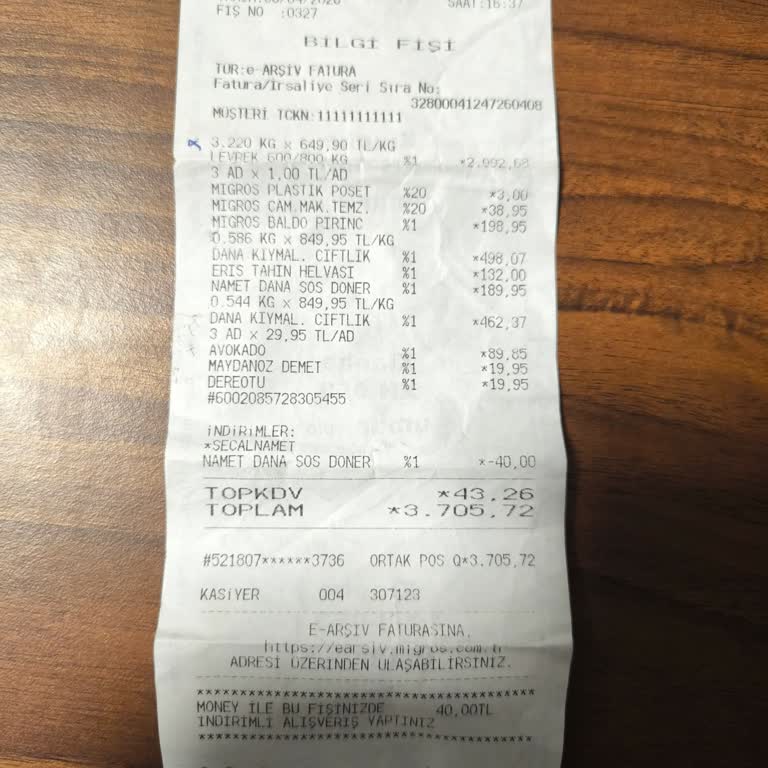 SAAT:16:37
FİŞ NO :0327
BİLGİ FİŞİ
TUR:e-ARŞİV FATURA
Fatura/İrsaliye Seri Sıra No:
32800041247260408
MÜŞTERİ TCKN:11111111111
3.220 KG x 649,90 TL/KG
LEVREK 600/800 KG %1 *2.092,68
3 AD x 1,00 TL/AD
MIGROS PLASTIK POSET %20 *3,00
MIGROS CAM.MAK.TEMZ. %20 *38,95
MIGROS BALDO PIRINC %1 *198,95
0.586 KG x 849,95 TL/KG
DANA KIYMAL. CIFTLIK %1 *498,07
ERIS TAHIN HELVASI %1 *132,00
NAMET DANA SOS DONER %1 *189,95
0.544 KG x 849,95 TL/KG
DANA KIYMAL. CIFTLIK %1 *462,37
3 AD x 29,95 TL/AD
AVOKADO %1 *89,85
MAYDANOZ DEMET %1 *19,95
DEREOTU %1 *19,95
#6002085728305455
İNDİRİMLER:
*SECALNAMET
NAMET DANA SOS DONER %1 *-40,00
TOPKDV *43,26
TOPLAM *3.705,72
#521807******3736 ORTAK POS Q*3.705,72
KASİYER 004 307123
E-ARŞİV FATURASINA,
https://earsiv.migros.com.tr
ADRESİ ÜZERİNDEN ULAŞABİLİRSİNİZ.
**********************************
MONEY İLE BU FİŞİNİZDE 40,00TL
İNDİRİMLİ ALIŞVERİŞ YAPTINIZ
**********************************